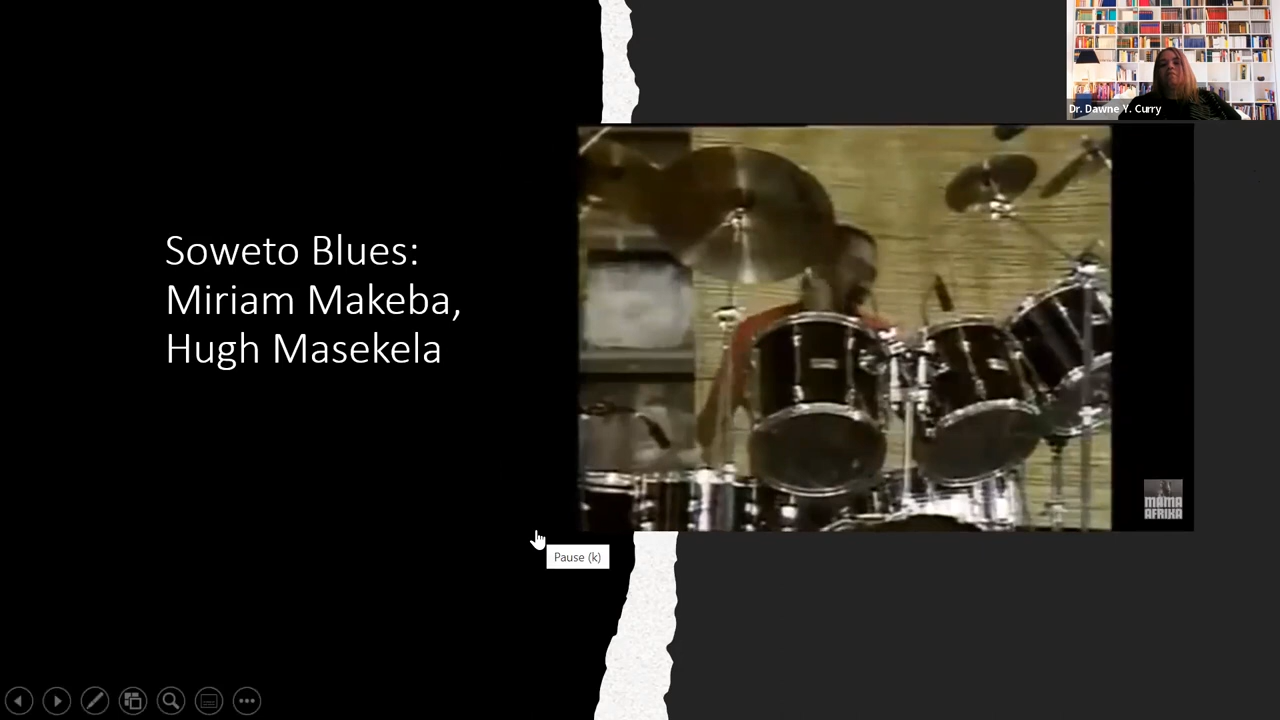 Dr. Dawne Y. Curry
Soweto Blues:
Miriam Makeba,
Hugh Masekela
MAMA
AFRIKA
Pause (k)